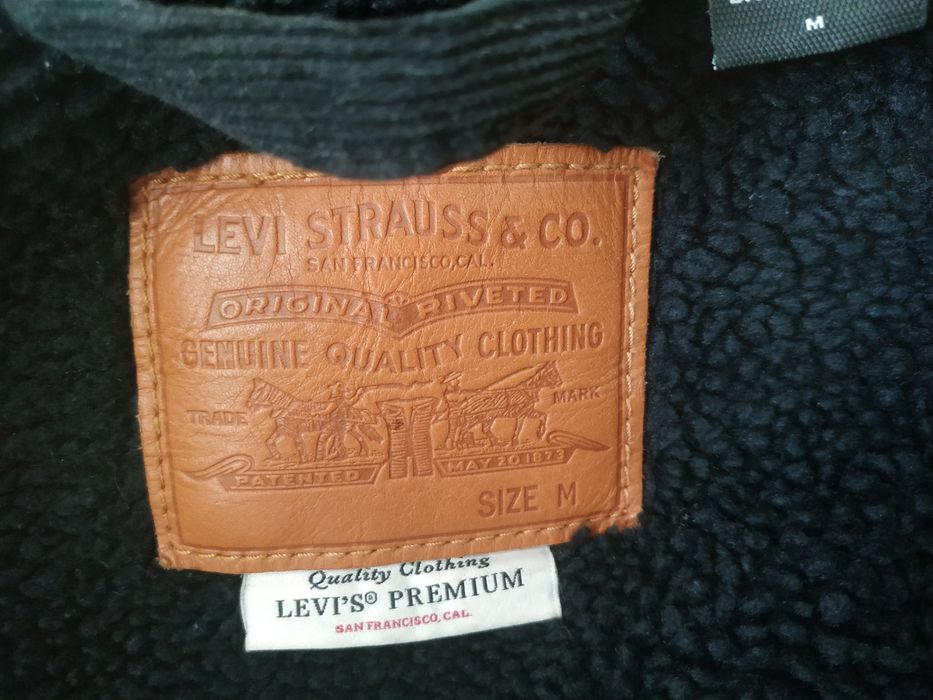 M
LEVI STRAUSS & CO.
SAN FRANCISCO, CAL.
ORIGINAL RIVETED
GENUINE QUALITY CLOTHING
TRADE MARK
PATENTED MAY 20 1873
SIZE M
Quality Clothing
LEVI'S® PREMIUM
SAN FRANCISCO, CAL.